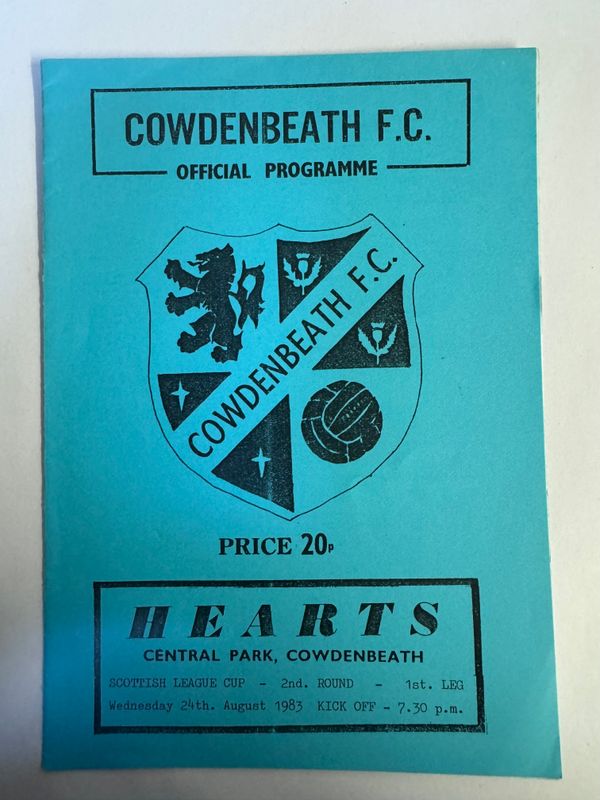 COWDENBEATH F.C.
OFFICIAL PROGRAMME
COWDENBEATH F.C.
PRICE 20p
HEARTS
CENTRAL PARK, COWDENBEATH
SCOTTISH LEAGUE CUP - 2nd. ROUND - 1st. LEG
Wednesday 24th. August 1983 KICK OFF - 7.30 p.m.